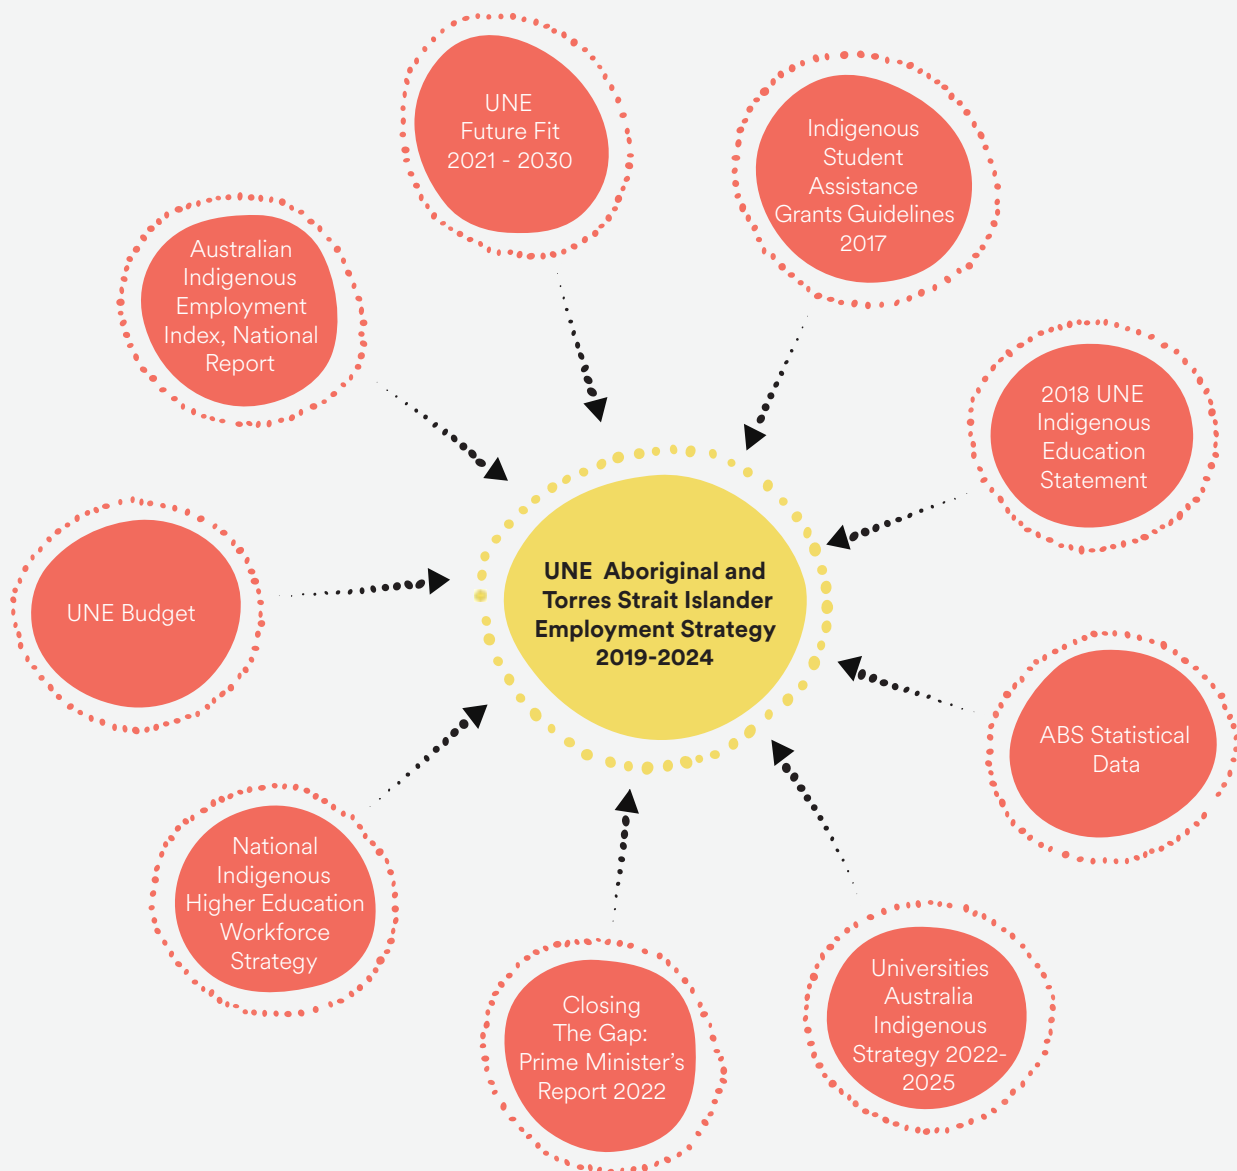 UNE
Future Fit
2021 - 2030
Indigenous
Student
Assistance
Grants Guidelines
2017
Australian
Indigenous
Employment
Index, National
Report
2018 UNE
Indigenous
Education
Statement
UNE Aboriginal and
Torres Strait Islander
Employment Strategy
2019-2024
UNE Budget
ABS Statistical
Data
National
Indigenous
Higher Education
Workforce
Strategy
Universities
Australia
Indigenous
Strategy 2022-
2025
Closing
The Gap:
Prime Minister’s
Report 2022